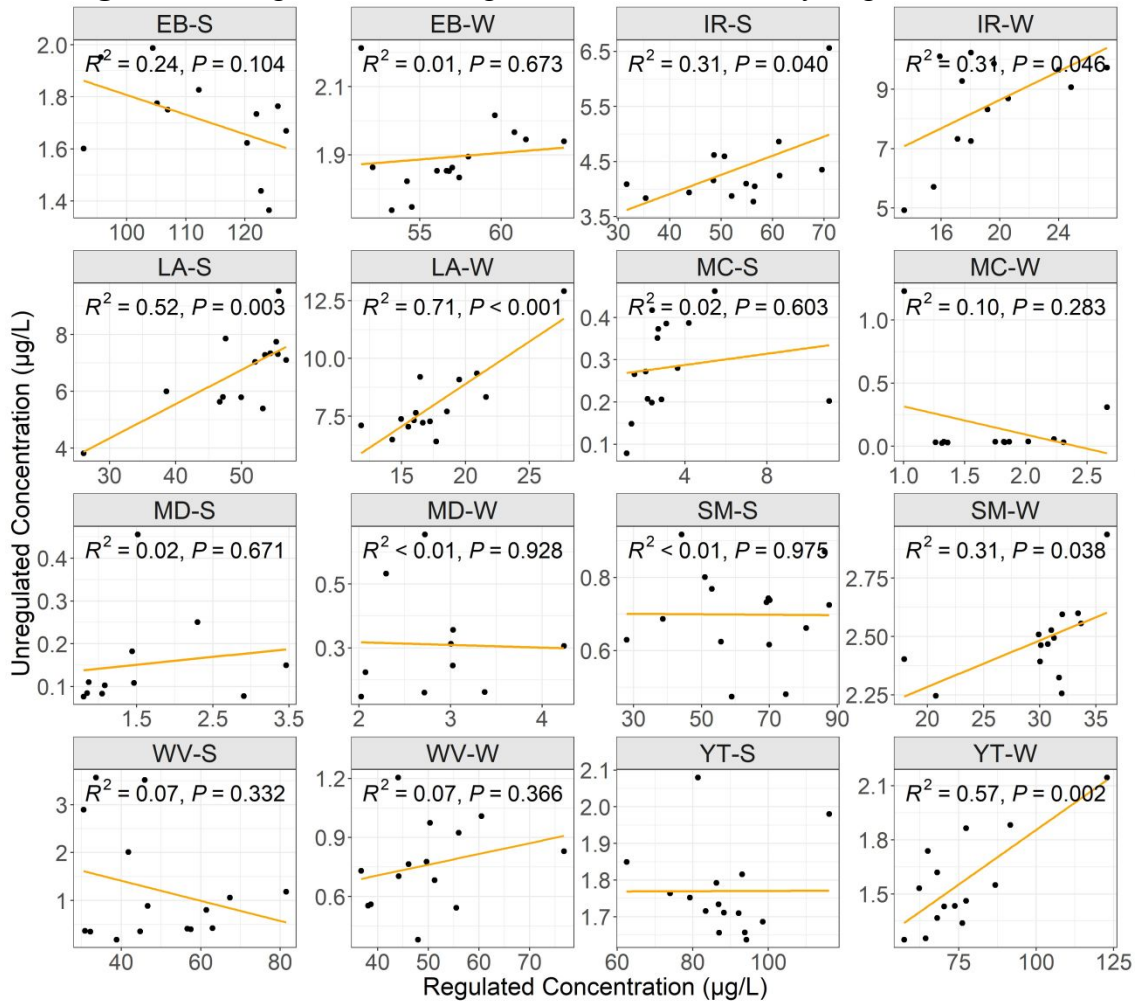 Unregulated Concentration (µg/L)
EB-S
R² = 0.24, P = 0.104
2.0
1.8
1.6
1.4
100 110 120
EB-W
R² = 0.01, P = 0.673
2.1
1.9
55 60
IR-S
R² = 0.31, P = 0.040
6.5
5.5
4.5
3.5
30 40 50 60 70
IR-W
R² = 0.31, P = 0.046
9
7
5
16 20 24
LA-S
R² = 0.52, P = 0.003
8
6
4
30 40 50
LA-W
R² = 0.71, P < 0.001
12.5
10.0
7.5
15 20 25
MC-S
R² = 0.02, P = 0.603
0.4
0.3
0.2
0.1
4 8
MC-W
R² = 0.10, P = 0.283
1.0
0.5
0.0
1.0 1.5 2.0 2.5
MD-S
R² = 0.02, P = 0.671
0.4
0.3
0.2
0.1
1.5 2.5 3.5
MD-W
R² < 0.01, P = 0.928
0.5
0.3
2 3 4
SM-S
R² < 0.01, P = 0.975
0.8
0.6
30 50 70 90
SM-W
R² = 0.31, P = 0.038
2.75
2.50
2.25
20 25 30 35
WV-S
R² = 0.07, P = 0.332
3
2
1
0
40 60 80
WV-W
R² = 0.07, P = 0.366
1.2
0.9
0.6
40 50 60 70
YT-S
2.1
2.0
1.9
1.8
1.7
60 80 100
YT-W
R² = 0.57, P = 0.002
2.1
1.8
1.5
75 100 125
Regulated Concentration (µg/L)